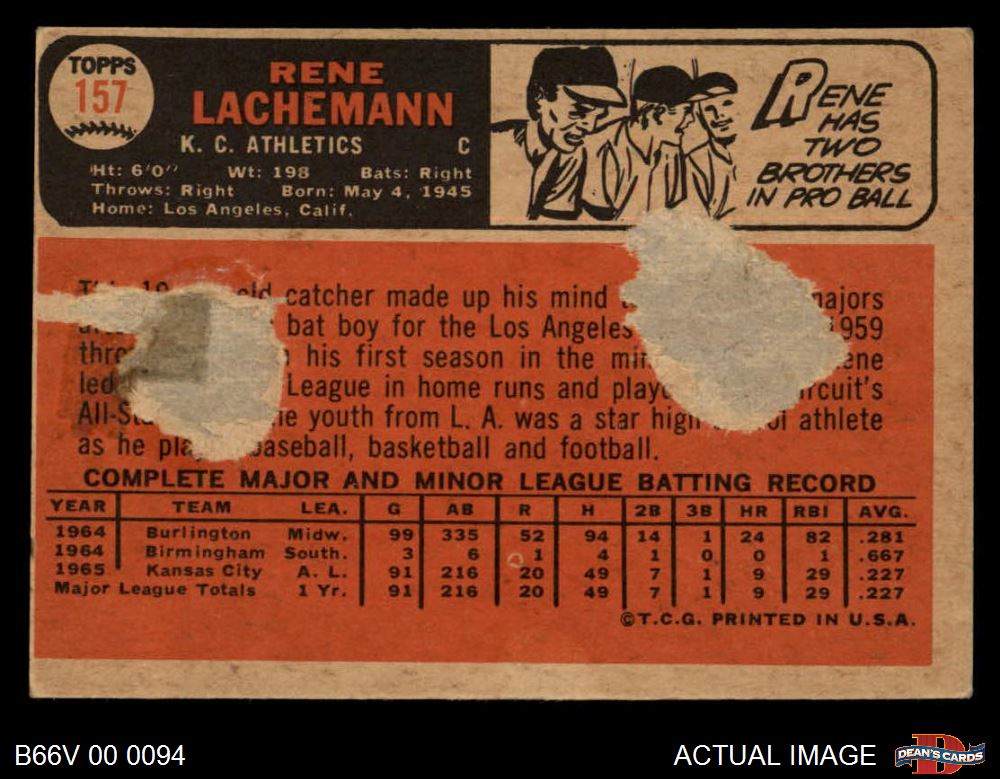 TOPPS
157
RENE
LACHEMANN
K. C. ATHLETICS C
Ht: 6'0" Wt: 198 Bats: Right
Throws: Right Born: May 4, 1945
Home: Los Angeles, Calif.
RENE
HAS
TWO
BROTHERS
IN PRO BALL
catcher made up his mind
bat boy for the Los Angeles 1959
his first season in the
led League in home runs and
youth from L. A. was a star athlete
as he baseball, basketball and football.
COMPLETE MAJOR AND MINOR LEAGUE BATTING RECORD
YEAR TEAM LEA. G AB R H 2B 3B HR RBI AVG.
1964 Burlington Midw. 99 335 52 94 14 1 24 82 .281
1964 Birmingham South. 3 6 1 4 1 0 0 1 .667
1965 Kansas City A. L. 91 216 20 49 7 1 9 29 .227
Major League Totals 1 Yr. 91 216 20 49 7 1 9 29 .227
©T.C.G. PRINTED IN U.S.A.
B66V 00 0094
ACTUAL IMAGE
DEAN'S CARDS